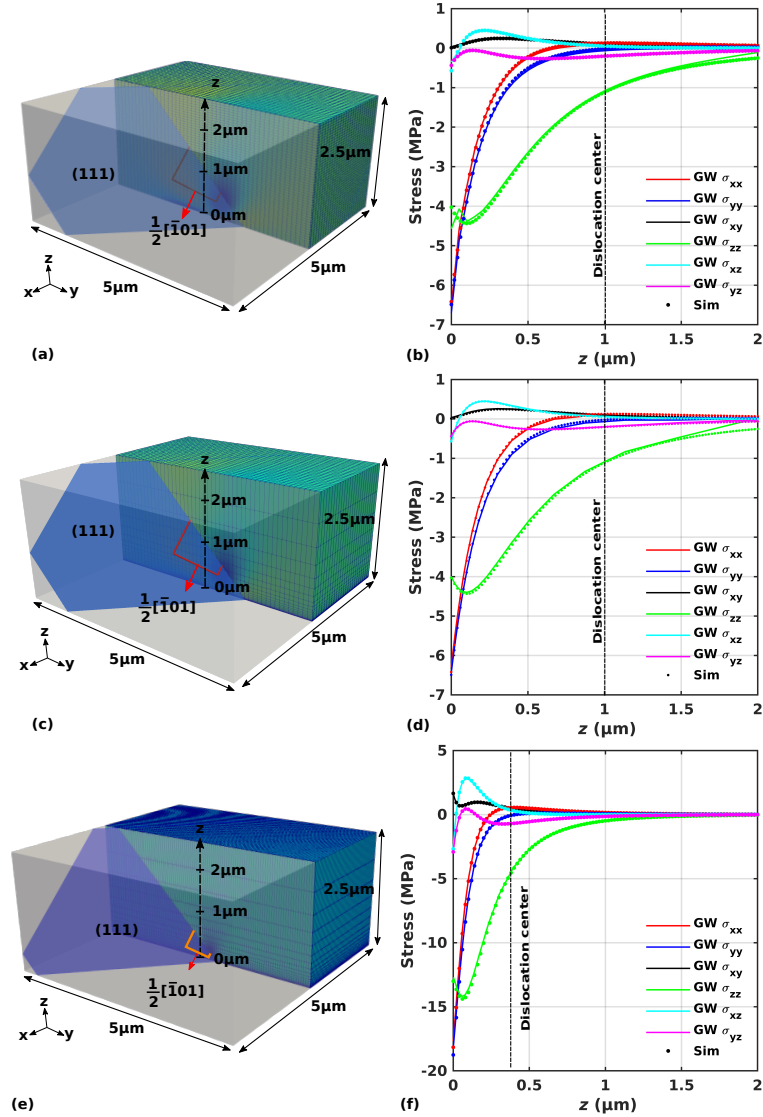 z
2μm
(111)
1μm
2.5μm
0μm
1/2[1̄01]
z
x y
5μm
5μm
(a)
1
0
-1
-2
-3
-4
-5
-6
-7
Stress (MPa)
Dislocation center
GW σxx
GW σyy
GW σxy
GW σzz
GW σxz
GW σyz
Sim
0 0.5 1 1.5 2
z (μm)
(b)
z
2μm
(111)
2.5μm
1μm
0μm
1/2[1̄01]
z
x y
5μm
5μm
(c)
1
0
-1
-2
-3
-4
-5
-6
-7
Stress (MPa)
Dislocation center
GW σxx
GW σyy
GW σxy
GW σzz
GW σxz
GW σyz
Sim
0 0.5 1 1.5 2
z (μm)
(d)
z
2μm
2.5μm
1μm
(111)
0μm
1/2[1̄01]
z
x y
5μm
5μm
(e)
5
0
-5
-10
-15
-20
Stress (MPa)
Dislocation center
GW σxx
GW σyy
GW σxy
GW σzz
GW σxz
GW σyz
Sim
0 0.5 1 1.5 2
z (μm)
(f)